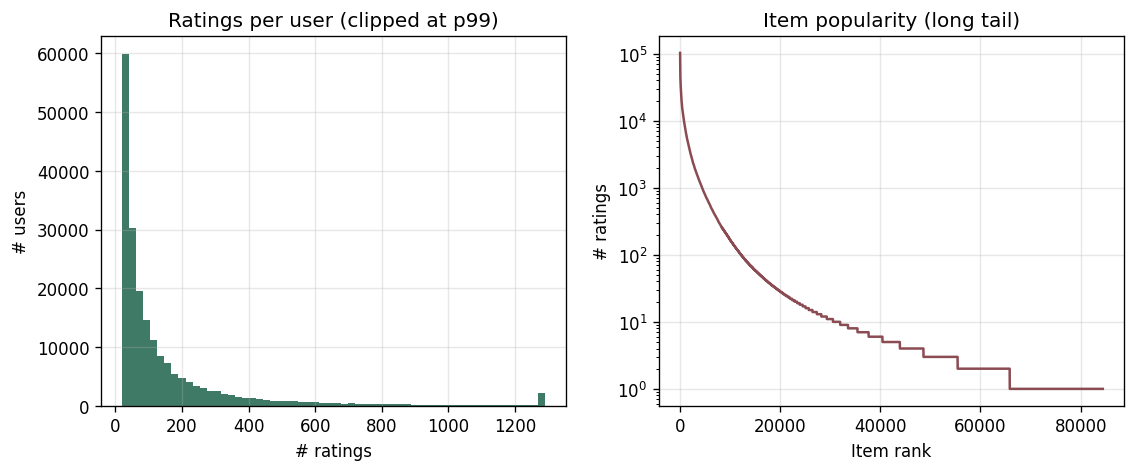 Ratings per user (clipped at p99)
# users
60000
50000
40000
30000
20000
10000
0
0 200 400 600 800 1000 1200
# ratings
Item popularity (long tail)
# ratings
10⁵
10⁴
10³
10²
10¹
10⁰
0 20000 40000 60000 80000
Item rank